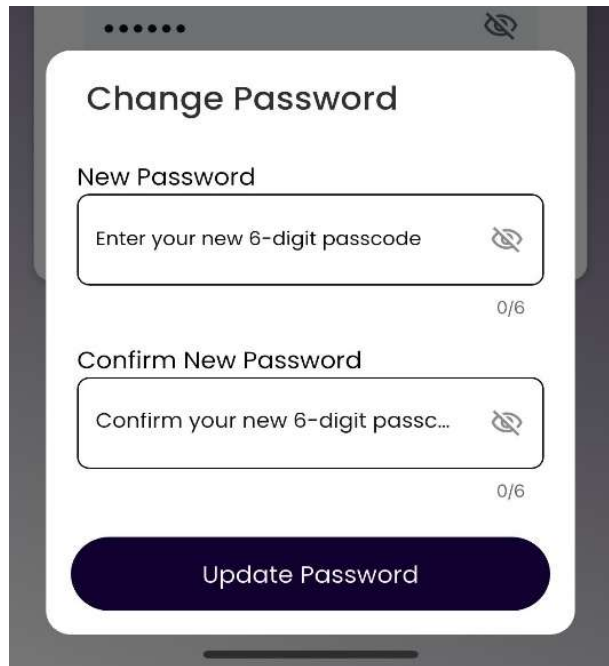 ••••••
Change Password
New Password
Enter your new 6-digit passcode
0/6
Confirm New Password
Confirm your new 6-digit passc...
0/6
Update Password